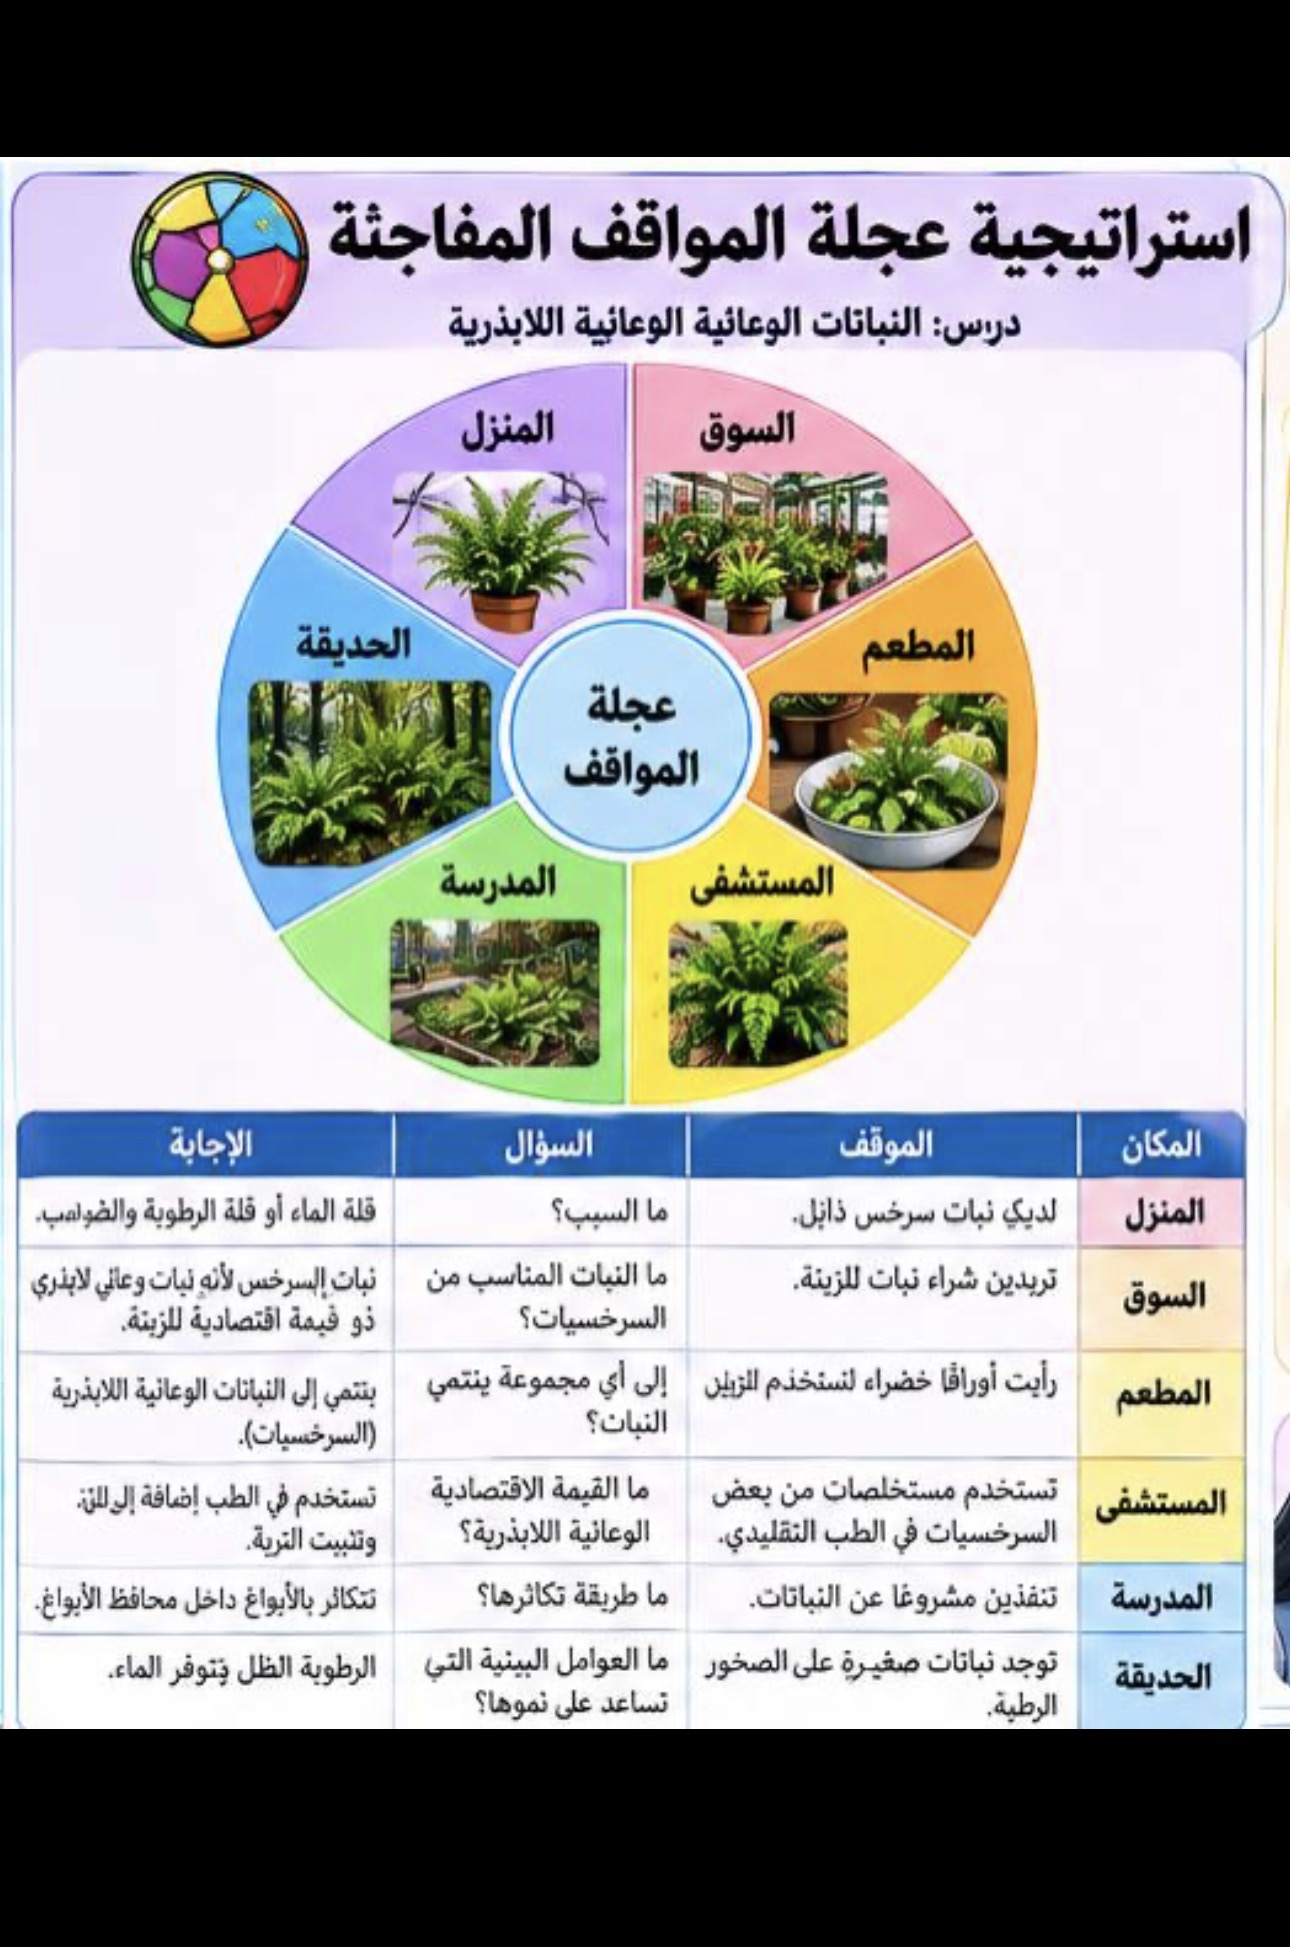 استراتيجية عجلة المواقف المفاجئة
درس: النباتات الوعائية الوعائية اللابذرية
المنزل
السوق
الحديقة
المطعم
عجلة
المواقف
المدرسة
المستشفى
المكان الموقف السؤال الإجابة
المنزل لديكِ نبات سرخس ذابل. ما السبب؟ قلة الماء أو قلة الرطوبة
السوق تريدين شراء نبات للزينة. ما النبات المناسب من
السرخسيات؟
نبات السرخس لأنه نبات وعائي لابذري
ذو قيمة اقتصادية للزينة.
المطعم رأيت أوراقًا خضراء إلى أي مجموعة ينتمي
النبات؟
ينتمي إلى النباتات الوعائية اللابذرية
(السرخسيات).
المستشفى تستخدم مستخلصات من بعض
السرخسيات في الطب التقليدي.
ما القيمة الاقتصادية
الوعائية اللابذرية؟
تستخدم في الطب إضافة
وتثبيت التربة.
المدرسة تنفذين مشروعًا عن النباتات. ما طريقة تكاثرها؟ تتكاثر بالأبواغ داخل محافظ الأبواغ.
الحديقة توجد نباتات صغيرة على الصخور
الرطبة.
ما العوامل البيئية التي
تساعد على نموها؟
الرطوبة الظل وتوفر الماء.